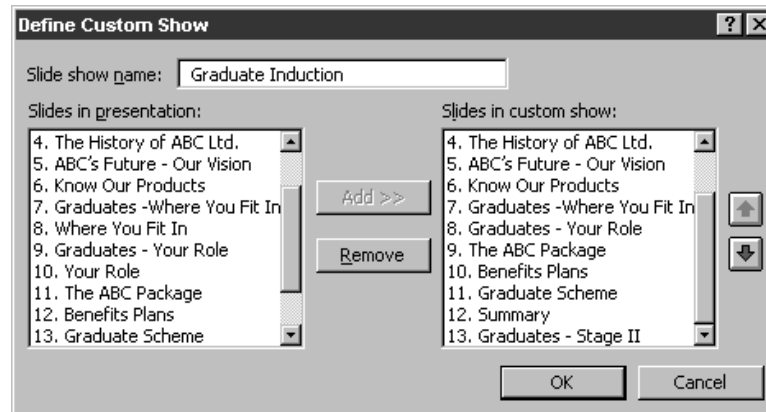 Define Custom Show
Slide show name: Graduate Induction
Slides in presentation:
4. The History of ABC Ltd.
5. ABC's Future - Our Vision
6. Know Our Products
7. Graduates -Where You Fit In
8. Where You Fit In
9. Graduates - Your Role
10. Your Role
11. The ABC Package
12. Benefits Plans
13. Graduate Scheme
Add >>
Remove
Slides in custom show:
4. The History of ABC Ltd.
5. ABC's Future - Our Vision
6. Know Our Products
7. Graduates -Where You Fit In
8. Graduates - Your Role
9. The ABC Package
10. Benefits Plans
11. Graduate Scheme
12. Summary
13. Graduates - Stage II
OK
Cancel